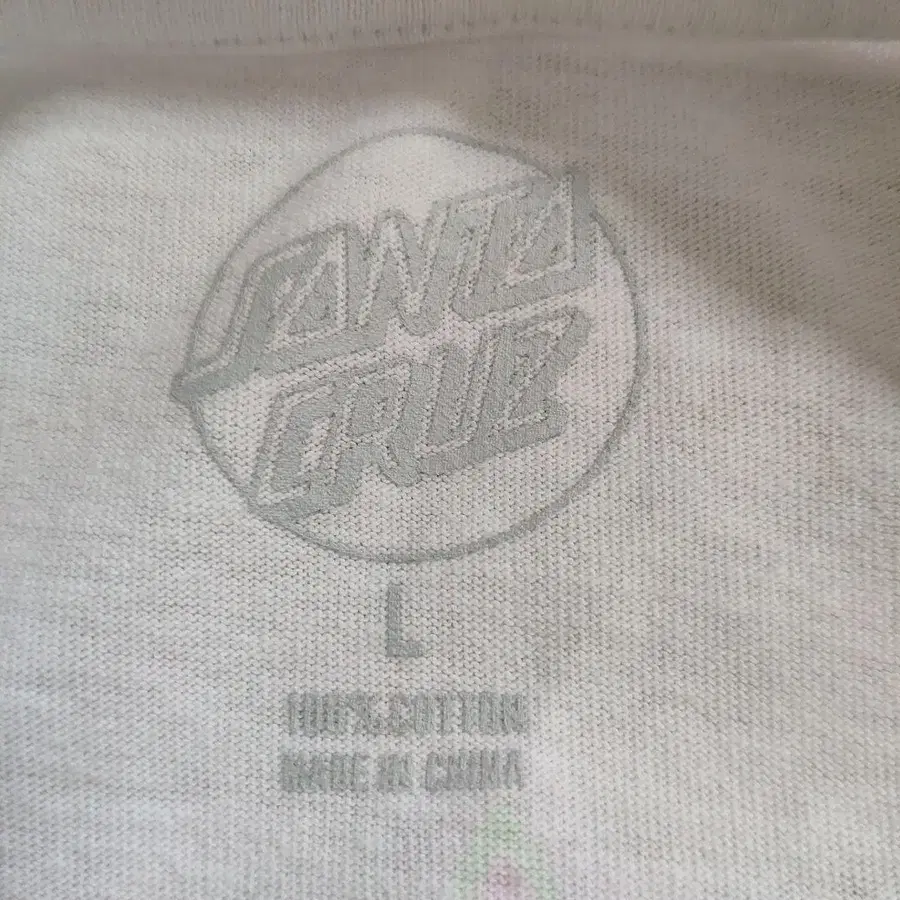 SANTA
CRUZ
L
100% COTTON
MADE IN CHINA